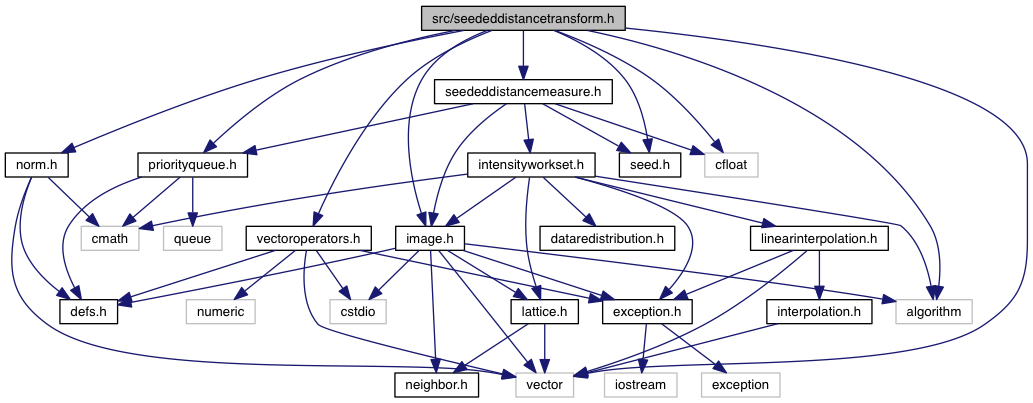 src/seededdistancetransform.h
seededdistancemeasure.h
norm.h
priorityqueue.h
intensityworkset.h
seed.h
cfloat
cmath
queue
vectoroperators.h
image.h
dataredistribution.h
linearinterpolation.h
defs.h
numeric
cstdio
lattice.h
exception.h
interpolation.h
algorithm
neighbor.h
vector
iostream
exception